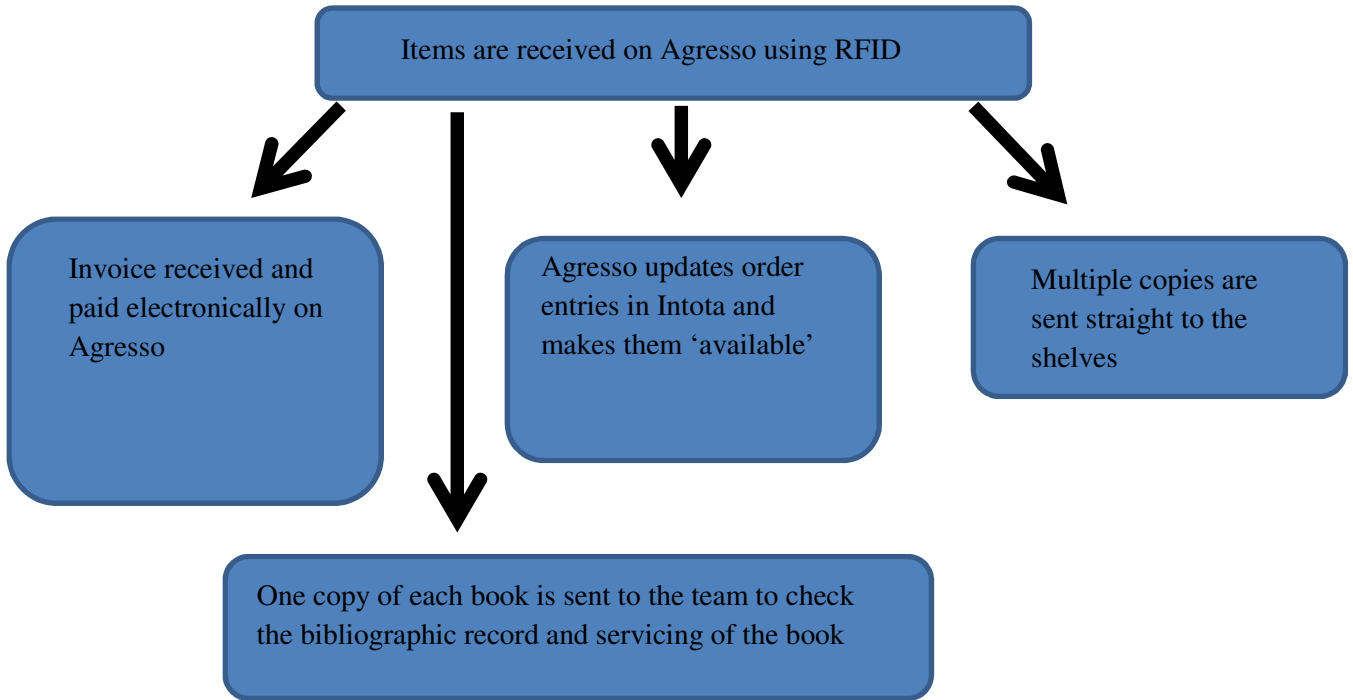 Items are received on Agresso using RFID
Invoice received and
paid electronically on
Agresso
Agresso updates order
entries in Intota and
makes them ‘available’
Multiple copies are
sent straight to the
shelves
One copy of each book is sent to the team to check
the bibliographic record and servicing of the book